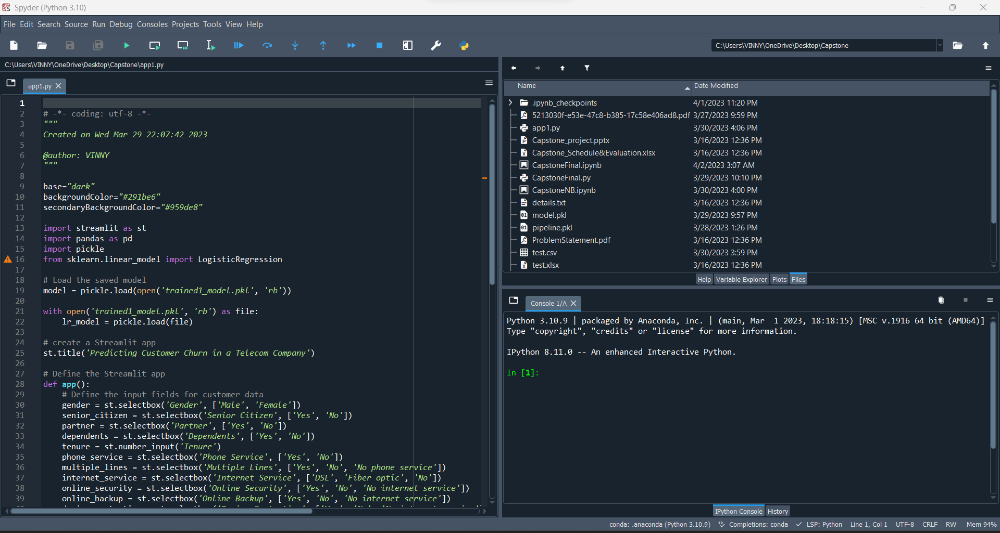 Spyder (Python 3.10)
File Edit Search Source Run Debug Consoles Projects Tools View Help
C:\Users\VINNY\OneDrive\Desktop\Capstone
C:\Users\VINNY\OneDrive\Desktop\Capstone\app1.py
app1.py
1
2 # -*- coding: utf-8 -*-
3 """
4 Created on Wed Mar 29 22:07:42 2023
5
6 @author: VINNY
7 """
8
9 base="dark"
10 backgroundColor="#291be6"
11 secondaryBackgroundColor="#959de8"
12
13 import streamlit as st
14 import pandas as pd
15 import pickle
16 from sklearn.linear_model import LogisticRegression
17
18 # Load the saved model
19 model = pickle.load(open('trained1_model.pkl', 'rb'))
20
21 with open('trained1_model.pkl', 'rb') as file:
22 lr_model = pickle.load(file)
23
24 # create a Streamlit app
25 st.title('Predicting Customer Churn in a Telecom Company')
26
27 # Define the Streamlit app
28 def app():
29 # Define the input fields for customer data
30 gender = st.selectbox('Gender', ['Male', 'Female'])
31 senior_citizen = st.selectbox('Senior Citizen', ['Yes', 'No'])
32 partner = st.selectbox('Partner', ['Yes', 'No'])
33 dependents = st.selectbox('Dependents', ['Yes', 'No'])
34 tenure = st.number_input('Tenure')
35 phone_service = st.selectbox('Phone Service', ['Yes', 'No'])
36 multiple_lines = st.selectbox('Multiple Lines', ['Yes', 'No', 'No phone service'])
37 internet_service = st.selectbox('Internet Service', ['DSL', 'Fiber optic', 'No'])
38 online_security = st.selectbox('Online Security', ['Yes', 'No', 'No internet service'])
39 online_backup = st.selectbox('Online Backup', ['Yes', 'No', 'No internet service'])
Name Date Modified
.ipynb_checkpoints 4/1/2023 11:20 PM
5213030f-e53e-47c8-b385-17c58e406ad8.pdf 3/27/2023 9:59 PM
app1.py 3/30/2023 4:06 PM
Capstone_project.pptx 3/16/2023 12:36 PM
Capstone_Schedule&Evaluation.xlsx 3/16/2023 12:36 PM
CapstoneFinal.ipynb 4/2/2023 3:07 AM
CapstoneFinal.py 3/29/2023 10:10 PM
CapstoneNB.ipynb 3/30/2023 4:00 PM
details.txt 3/16/2023 12:36 PM
model.pkl 3/29/2023 9:57 PM
pipeline.pkl 3/28/2023 1:26 PM
ProblemStatement.pdf 3/16/2023 12:36 PM
test.csv 3/30/2023 3:59 PM
test.xlsx 3/16/2023 12:36 PM
Help Variable Explorer Plots Files
Console 1/A
Python 3.10.9 | packaged by Anaconda, Inc. | (main, Mar 1 2023, 18:18:15) [MSC v.1916 64 bit (AMD64)]
Type "copyright", "credits" or "license" for more information.
IPython 8.11.0 -- An enhanced Interactive Python.
In [1]:
IPython Console History
conda: .anaconda (Python 3.10.9) Completions: conda LSP: Python Line 1, Col 1 UTF-8 CRLF RW Mem 94%